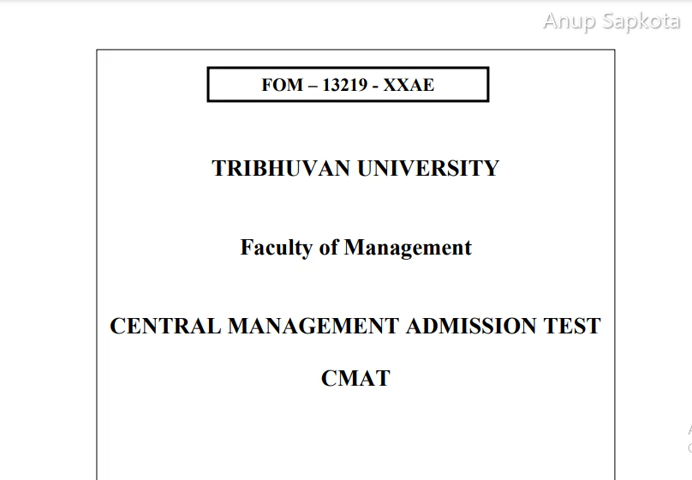 Anup Sapkota
FOM – 13219 - XXAE
TRIBHUVAN UNIVERSITY
Faculty of Management
CENTRAL MANAGEMENT ADMISSION TEST
CMAT